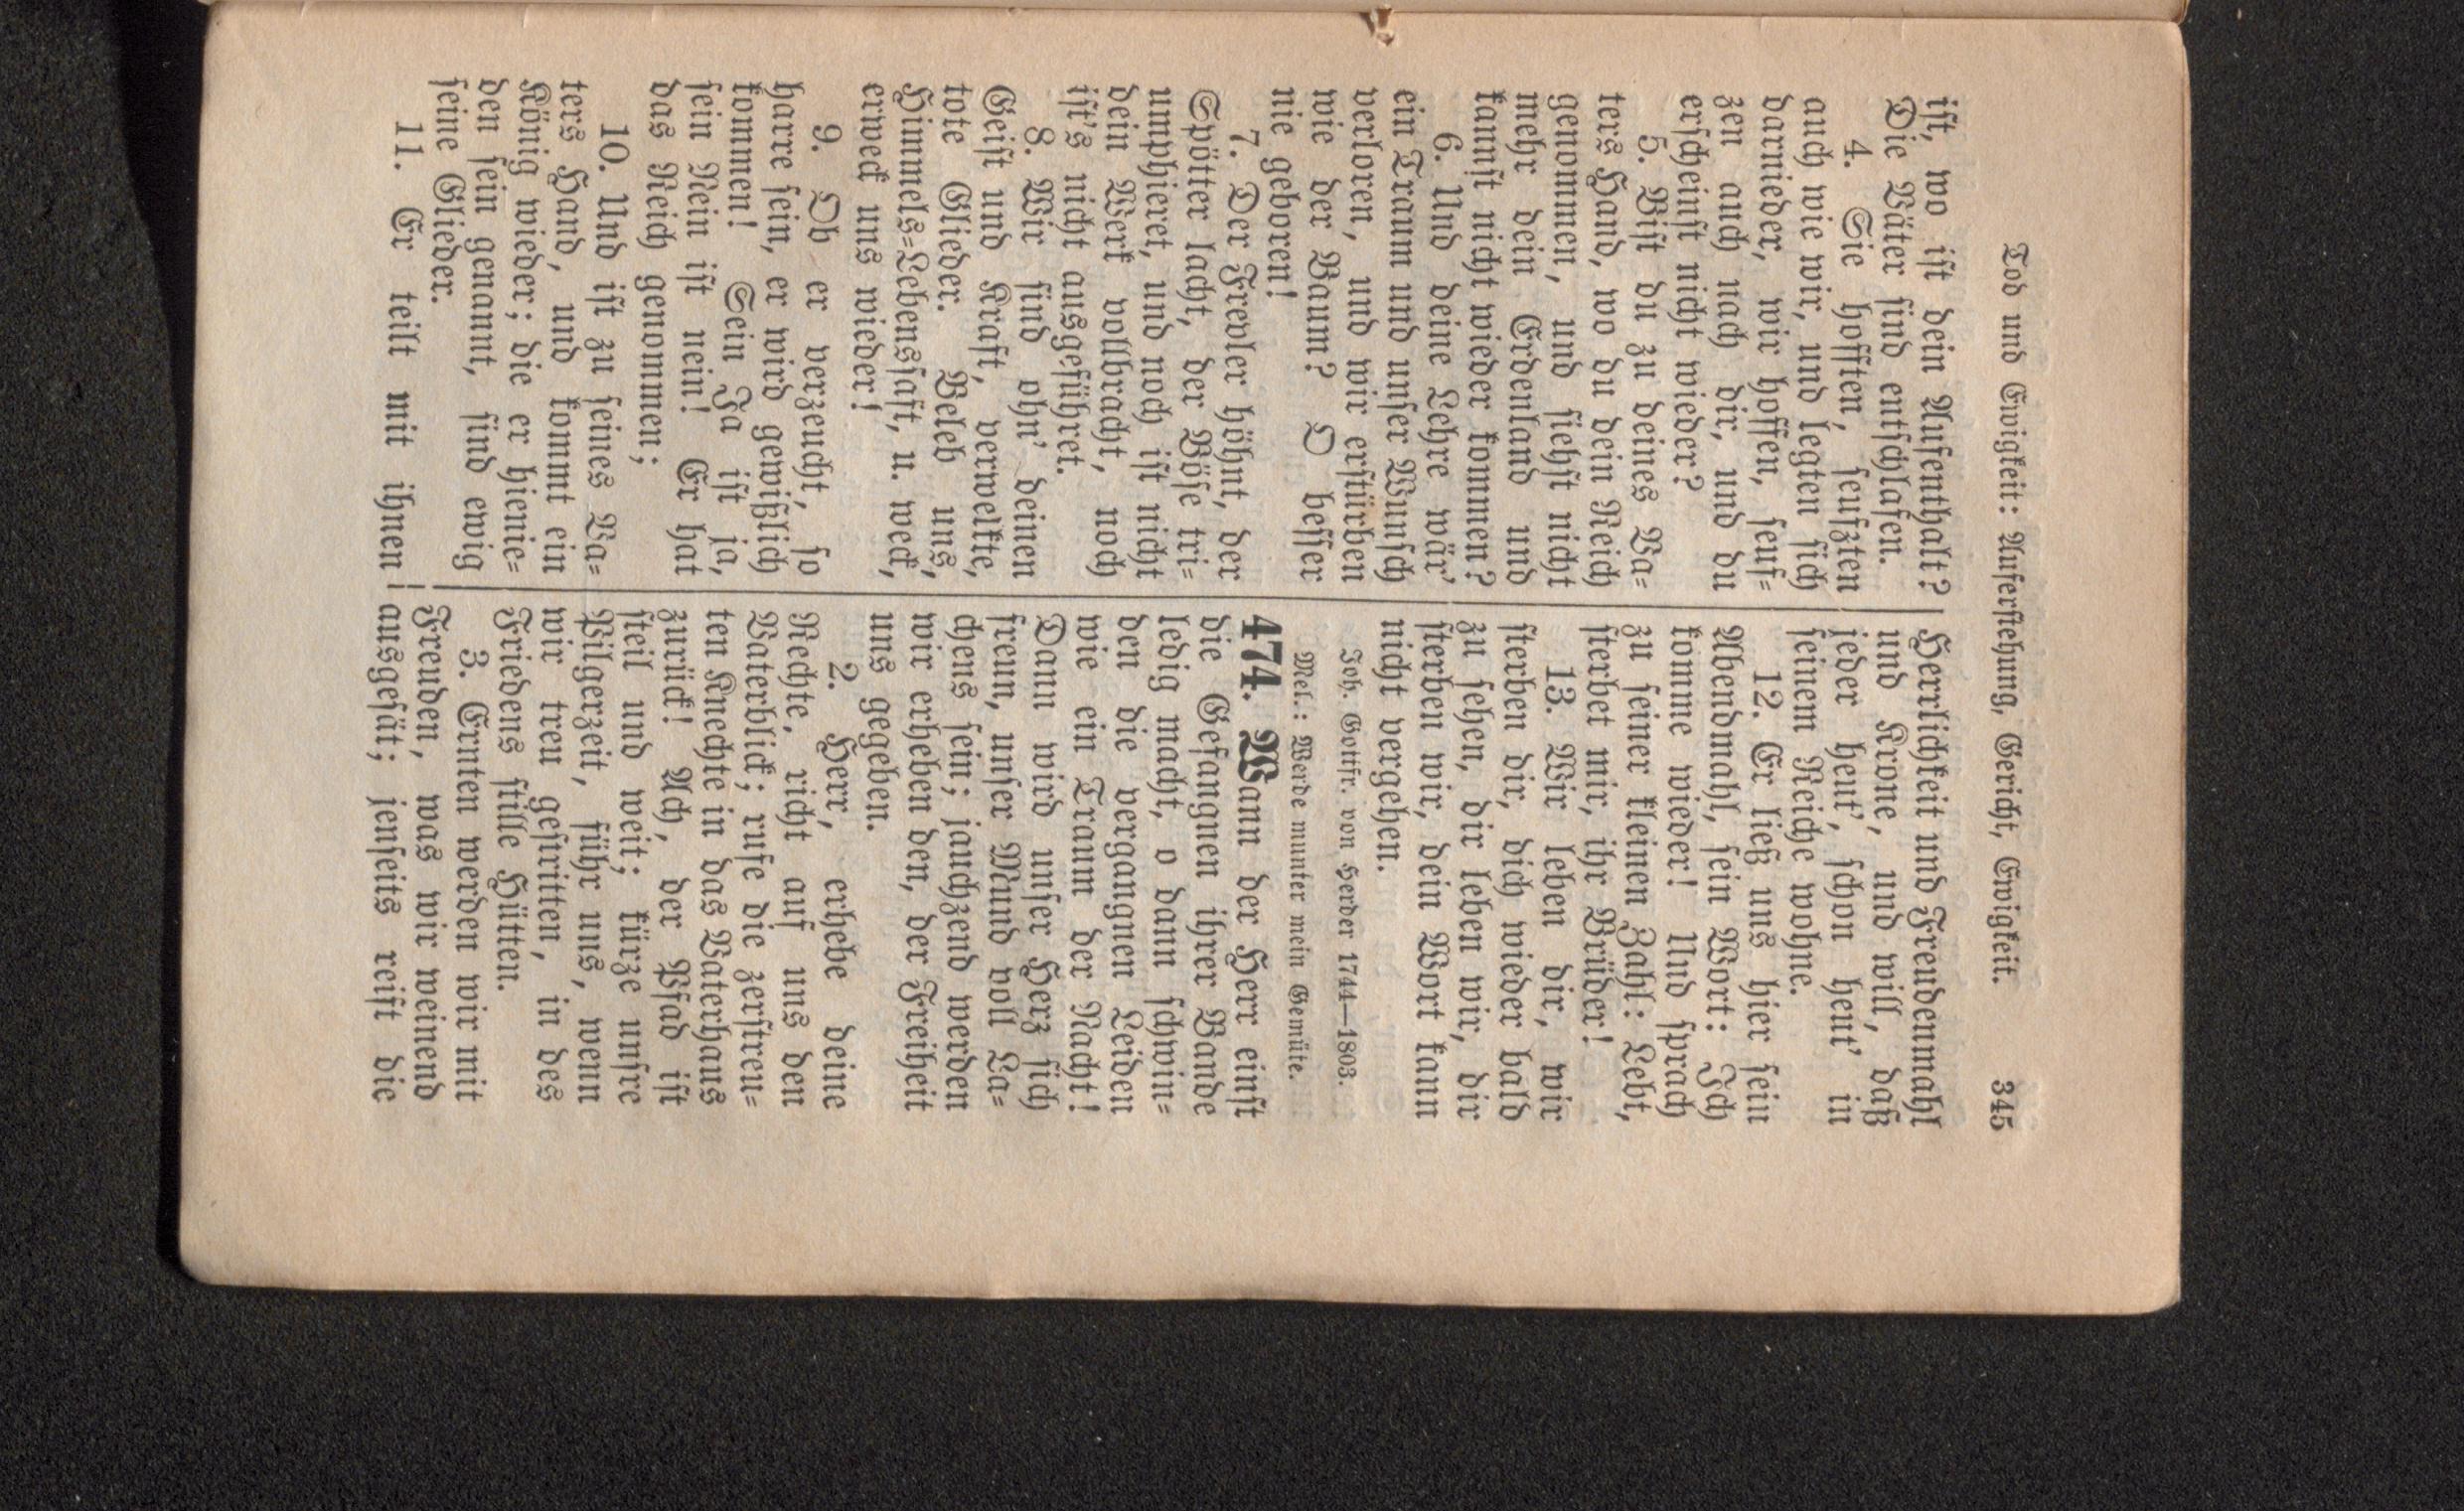 Tod und Ewigkeit: Auferstehung, Gericht, Ewigkeit. 345
ist, wo ist dein Aufenthalt?
Die Väter sind entschlafen.
4. Sie hofften, seufzten
auch wie wir, und legten sich
darnieder, wir hoffen, seuf=
zen auch nach dir, und du
erscheinst nicht wieder?
5. Bist du zu deines Va=
ters Hand, wo du dein Reich
genommen, und siehst nicht
mehr dein Erdenland und
kannst nicht wieder kommen?
6. Und deine Lehre wär'
ein Traum und unser Wunsch
verloren, und wir erstürben
wie der Baum? O besser
nie geboren!
7. Der Frevler höhnt, der
Spötter lacht, der Böse tri=
umphieret, und noch ist nicht
dein Werk vollbracht, noch
ist's nicht ausgeführet.
8. Wir sind ohn' deinen
Geist und Kraft, verwelkte,
tote Glieder. Beleb uns,
Himmels=Lebenssaft, u. weck,
erweck uns wieder!
9. Ob er verzeucht, so
harre sein, er wird gewißlich
kommen! Sein Ja ist ja,
sein Nein ist nein! Er hat
das Reich genommen;
10. Und ist zu seines Va=
ters Hand, und kommt ein
König wieder; die er hienie=
den sein genannt, sind ewig
seine Glieder.
11. Er teilt mit ihnen
Herrlichkeit und Freudenmahl
und Krone, und will, daß
jeder heut', schon heut' in
seinem Reiche wohne.
12. Er ließ uns hier sein
Abendmahl, sein Wort: Ich
komme wieder! Und sprach
zu seiner kleinen Zahl: Lebt,
sterbet mir, ihr Brüder!
13. Wir leben dir, wir
sterben dir, dich wieder bald
zu sehen, dir leben wir, dir
sterben wir, dein Wort kann
nicht vergehen.
Joh. Gottfr. von Herder 1744—1803.
Mel.: Werde munter mein Gemüte.
474. Wann der Herr einst
die Gefangnen ihrer Bande
ledig macht, o dann schwin=
den die vergangnen Leiden
wie ein Traum der Nacht!
Dann wird unser Herz sich
freun, unser Mund voll La=
chens sein; jauchzend werden
wir erheben den, der Freiheit
uns gegeben.
2. Herr, erhebe deine
Rechte, richt auf uns den
Vaterblick; rufe die zerstreu=
ten Knechte in das Vaterhaus
zurück! Ach, der Pfad ist
steil und weit; kürze unsre
Pilgerzeit, führ uns, wenn
wir treu gestritten, in des
Friedens stille Hütten.
3. Ernten werden wir mit
Freuden, was wir weinend
ausgesät; jenseits reift die